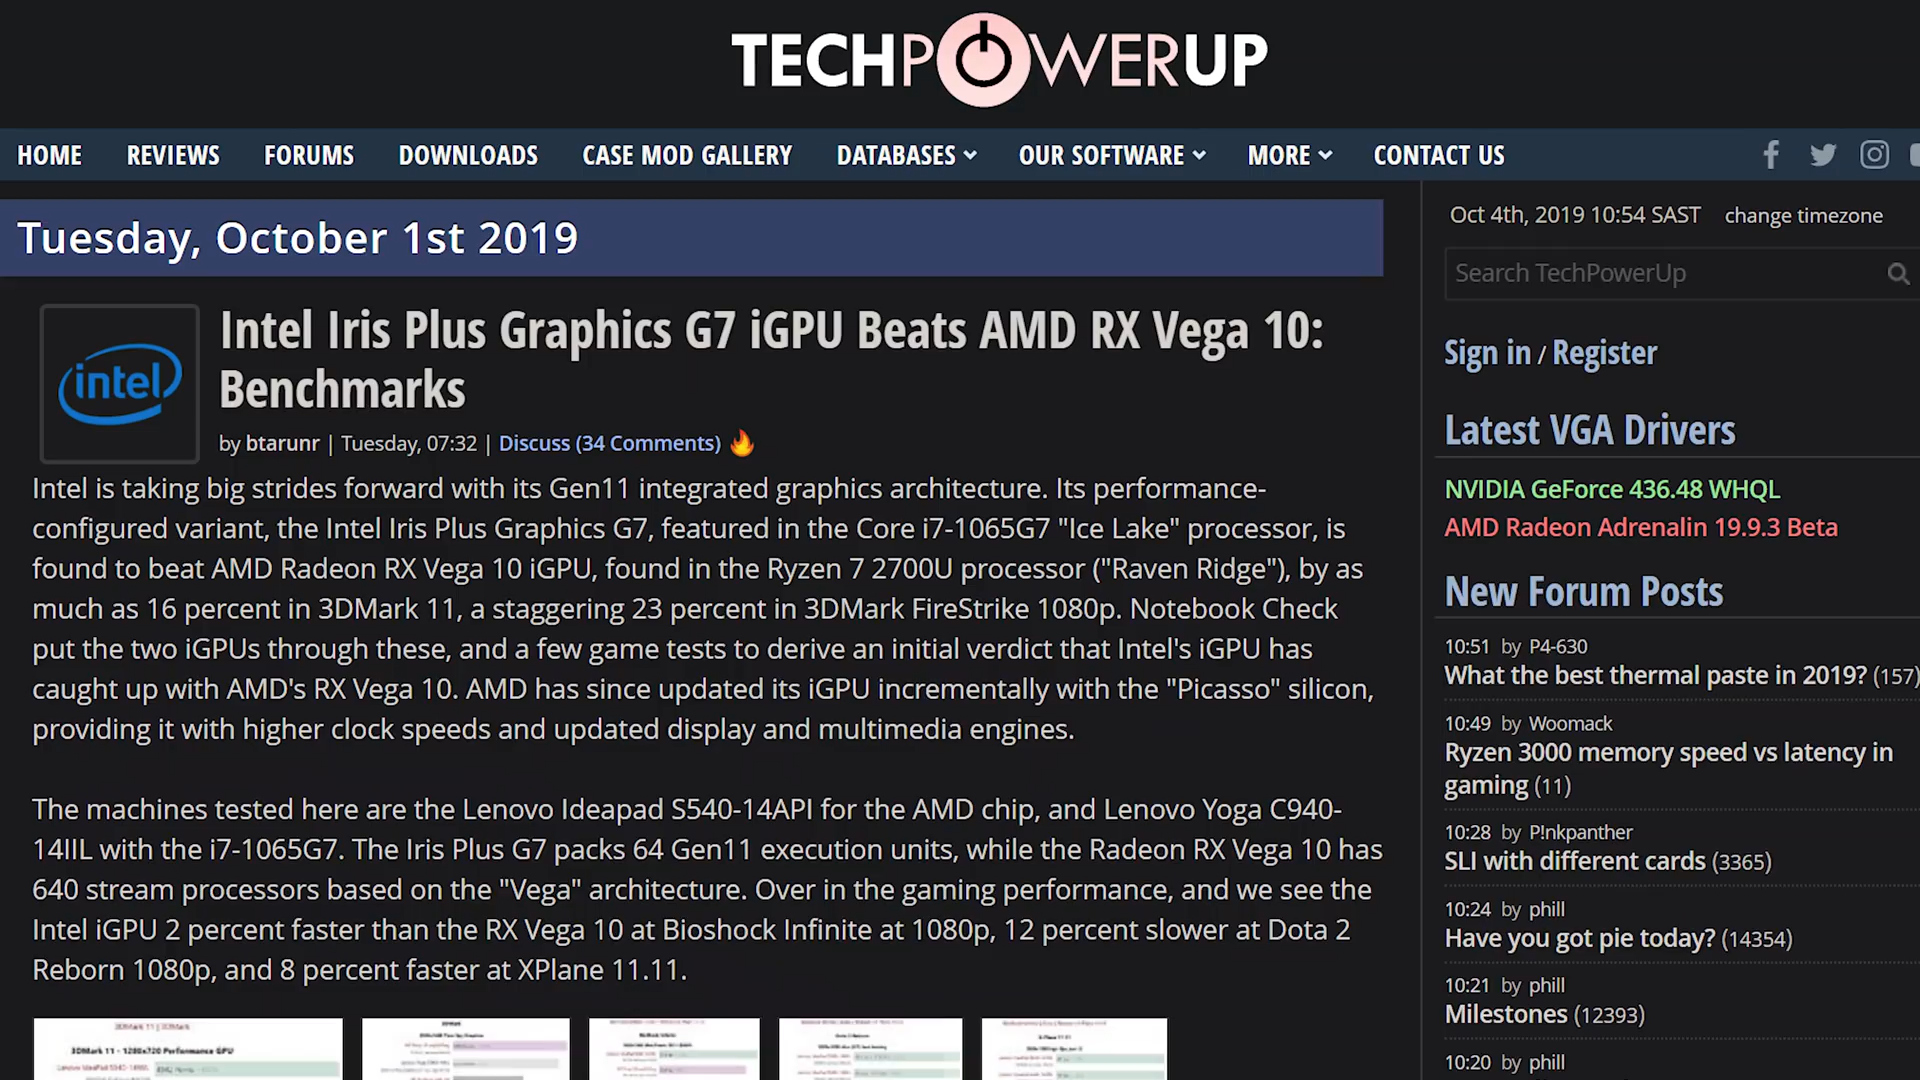 TECHPOWERUP
HOME REVIEWS FORUMS DOWNLOADS CASE MOD GALLERY DATABASES OUR SOFTWARE MORE CONTACT US
Tuesday, October 1st 2019
intel
Intel Iris Plus Graphics G7 iGPU Beats AMD RX Vega 10:
Benchmarks
by btarunr | Tuesday, 07:32 | Discuss (34 Comments)
Intel is taking big strides forward with its Gen11 integrated graphics architecture. Its performance-
configured variant, the Intel Iris Plus Graphics G7, featured in the Core i7-1065G7 "Ice Lake" processor, is
found to beat AMD Radeon RX Vega 10 iGPU, found in the Ryzen 7 2700U processor ("Raven Ridge"), by as
much as 16 percent in 3DMark 11, a staggering 23 percent in 3DMark FireStrike 1080p. Notebook Check
put the two iGPUs through these, and a few game tests to derive an initial verdict that Intel's iGPU has
caught up with AMD's RX Vega 10. AMD has since updated its iGPU incrementally with the "Picasso" silicon,
providing it with higher clock speeds and updated display and multimedia engines.
The machines tested here are the Lenovo Ideapad S540-14API for the AMD chip, and Lenovo Yoga C940-
14IIL with the i7-1065G7. The Iris Plus G7 packs 64 Gen11 execution units, while the Radeon RX Vega 10 has
640 stream processors based on the "Vega" architecture. Over in the gaming performance, and we see the
Intel iGPU 2 percent faster than the RX Vega 10 at Bioshock Infinite at 1080p, 12 percent slower at Dota 2
Reborn 1080p, and 8 percent faster at XPlane 11.11.
3DMark 11 | 3DMark
3DMark 11 - 1280x720 Performance GPU
Oct 4th, 2019 10:54 SAST change timezone
Search TechPowerUp
Sign in / Register
Latest VGA Drivers
NVIDIA GeForce 436.48 WHQL
AMD Radeon Adrenalin 19.9.3 Beta
New Forum Posts
10:51 by P4-630
What the best thermal paste in 2019? (157)
10:49 by Woomack
Ryzen 3000 memory speed vs latency in
gaming (11)
10:28 by P!nkpanther
SLI with different cards (3365)
10:24 by phill
Have you got pie today? (14354)
10:21 by phill
Milestones (12393)
10:20 by phill